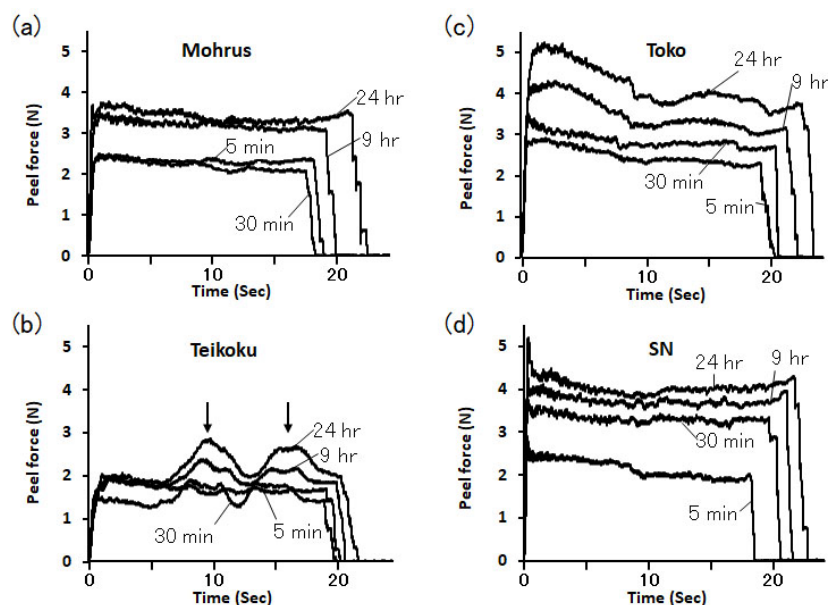 (a)
Mohrus
Peel force (N)
5
4
3
2
1
0
24 hr
9 hr
5 min
30 min
0
10
20
Time (Sec)
(b)
Teikoku
Peel force (N)
5
4
3
2
1
0
24 hr
9 hr
30 min
5 min
0
10
20
Time (Sec)
(c)
Toko
Peel force (N)
5
4
3
2
1
0
24 hr
9 hr
30 min
5 min
0
10
20
Time (Sec)
(d)
SN
Peel force (N)
5
4
3
2
1
0
24 hr
9 hr
30 min
5 min
0
10
20
Time (Sec)